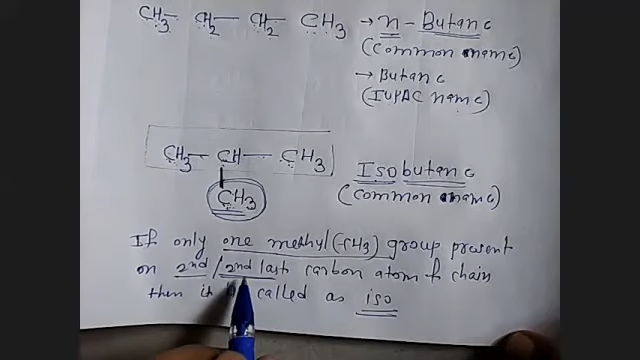 CH3 — CH2 — CH2 — CH3 → n - Butane
(common name)
→ Butane
(IUPAC name)
CH3 — CH — CH3 Isobutane
CH3 (common name)
If only one methyl(-CH3) group present
on 2nd/2nd last carbon atom of chain
then it called as iso